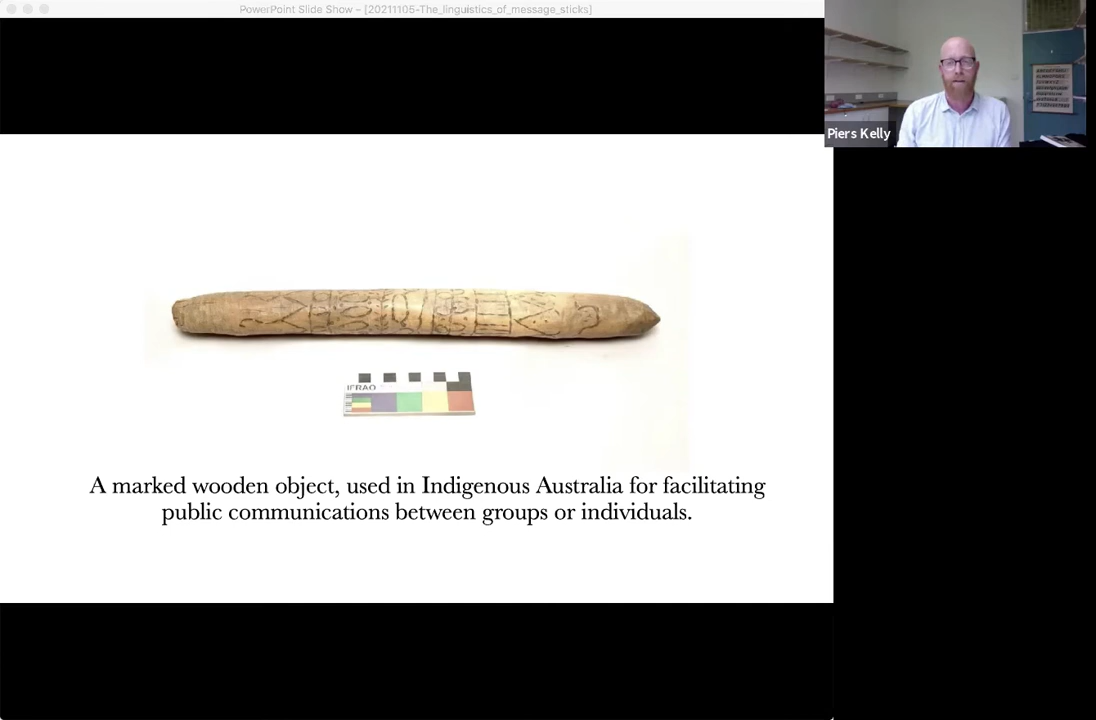 PowerPoint Slide Show – [20211105-The_linguistics_of_message_sticks]
Piers Kelly
IFRAO
A marked wooden object, used in Indigenous Australia for facilitating
public communications between groups or individuals.